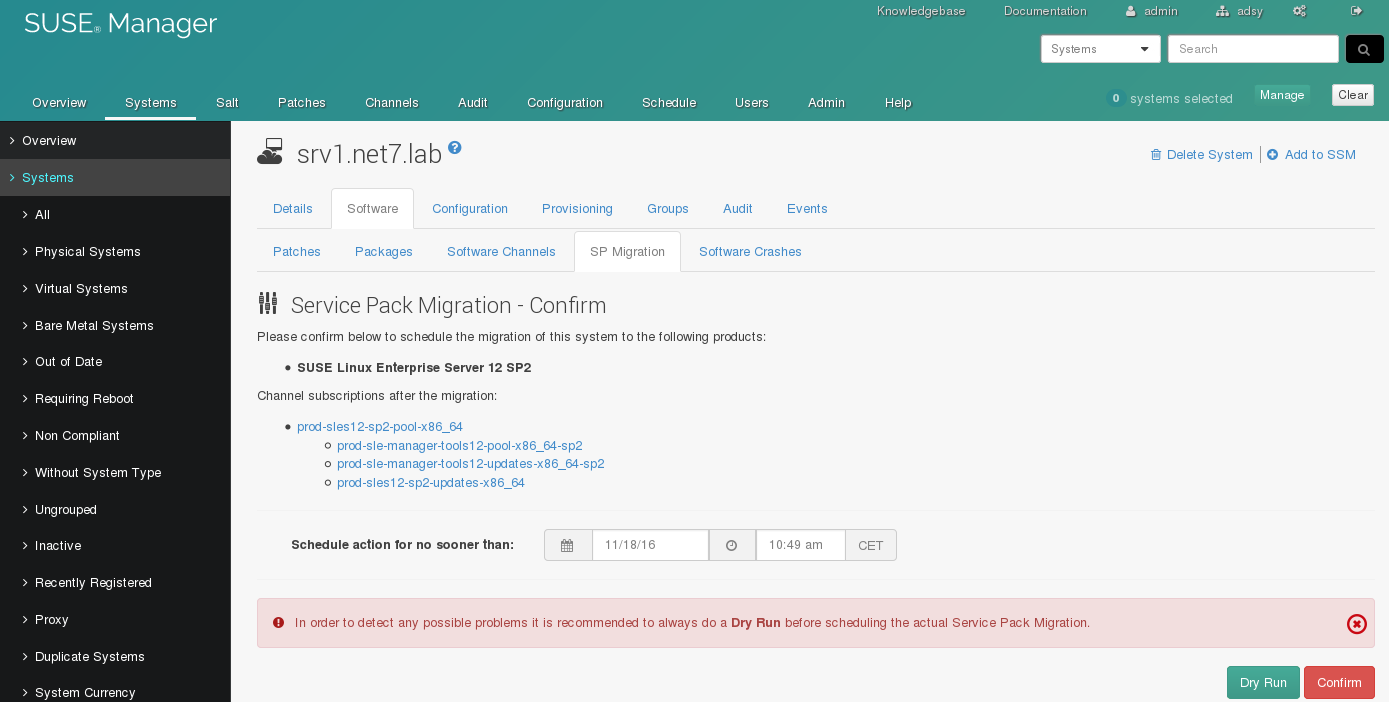 SUSE® Manager
Knowledgebase Documentation admin adsy
Systems Search
Overview Systems Salt Patches Channels Audit Configuration Schedule Users Admin Help
0 systems selected Manage Clear
Overview
Systems
All
Physical Systems
Virtual Systems
Bare Metal Systems
Out of Date
Requiring Reboot
Non Compliant
Without System Type
Ungrouped
Inactive
Recently Registered
Proxy
Duplicate Systems
System Currency
srv1.net7.lab ?
Delete System | Add to SSM
Details Software Configuration Provisioning Groups Audit Events
Patches Packages Software Channels SP Migration Software Crashes
Service Pack Migration - Confirm
Please confirm below to schedule the migration of this system to the following products:
• SUSE Linux Enterprise Server 12 SP2
Channel subscriptions after the migration:
• prod-sles12-sp2-pool-x86_64
○ prod-sle-manager-tools12-pool-x86_64-sp2
○ prod-sle-manager-tools12-updates-x86_64-sp2
○ prod-sles12-sp2-updates-x86_64
Schedule action for no sooner than: 11/18/16 10:49 am CET
In order to detect any possible problems it is recommended to always do a Dry Run before scheduling the actual Service Pack Migration.
Dry Run Confirm